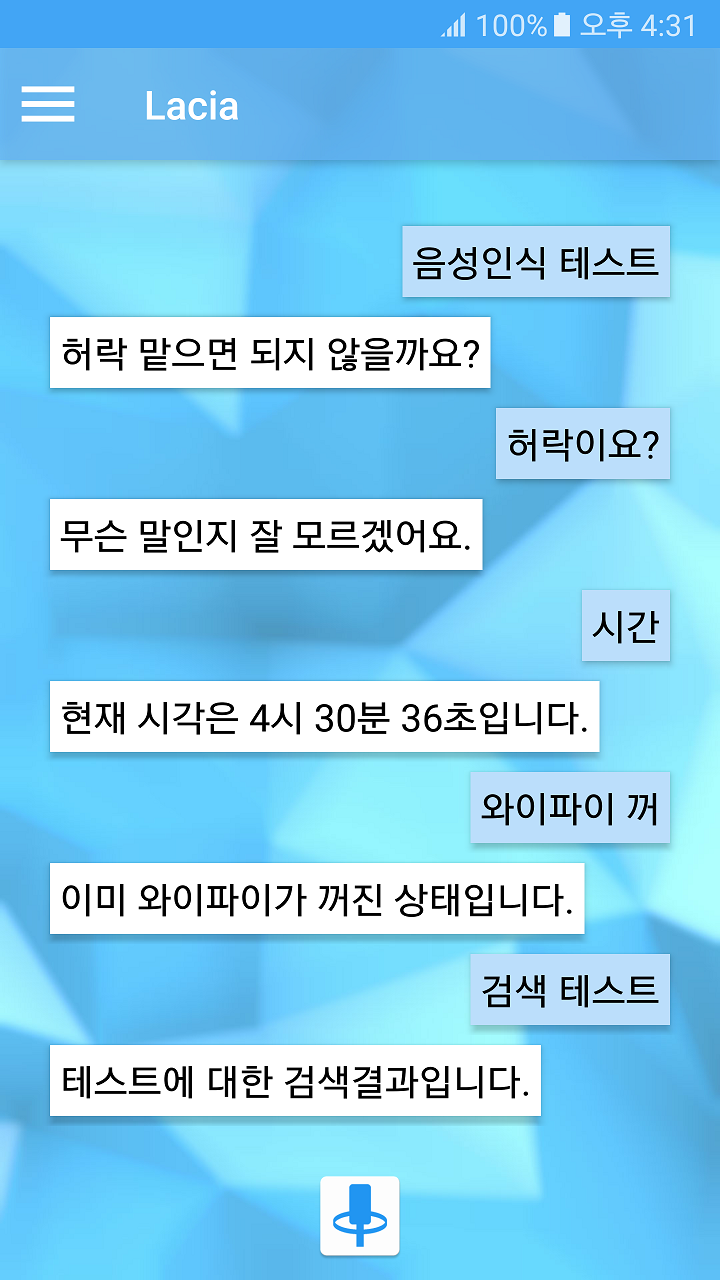 100% 오후 4:31
Lacia
음성인식 테스트
허락 맡으면 되지 않을까요?
허락이요?
무슨 말인지 잘 모르겠어요.
시간
현재 시각은 4시 30분 36초입니다.
와이파이 꺼
이미 와이파이가 꺼진 상태입니다.
검색 테스트
테스트에 대한 검색결과입니다.